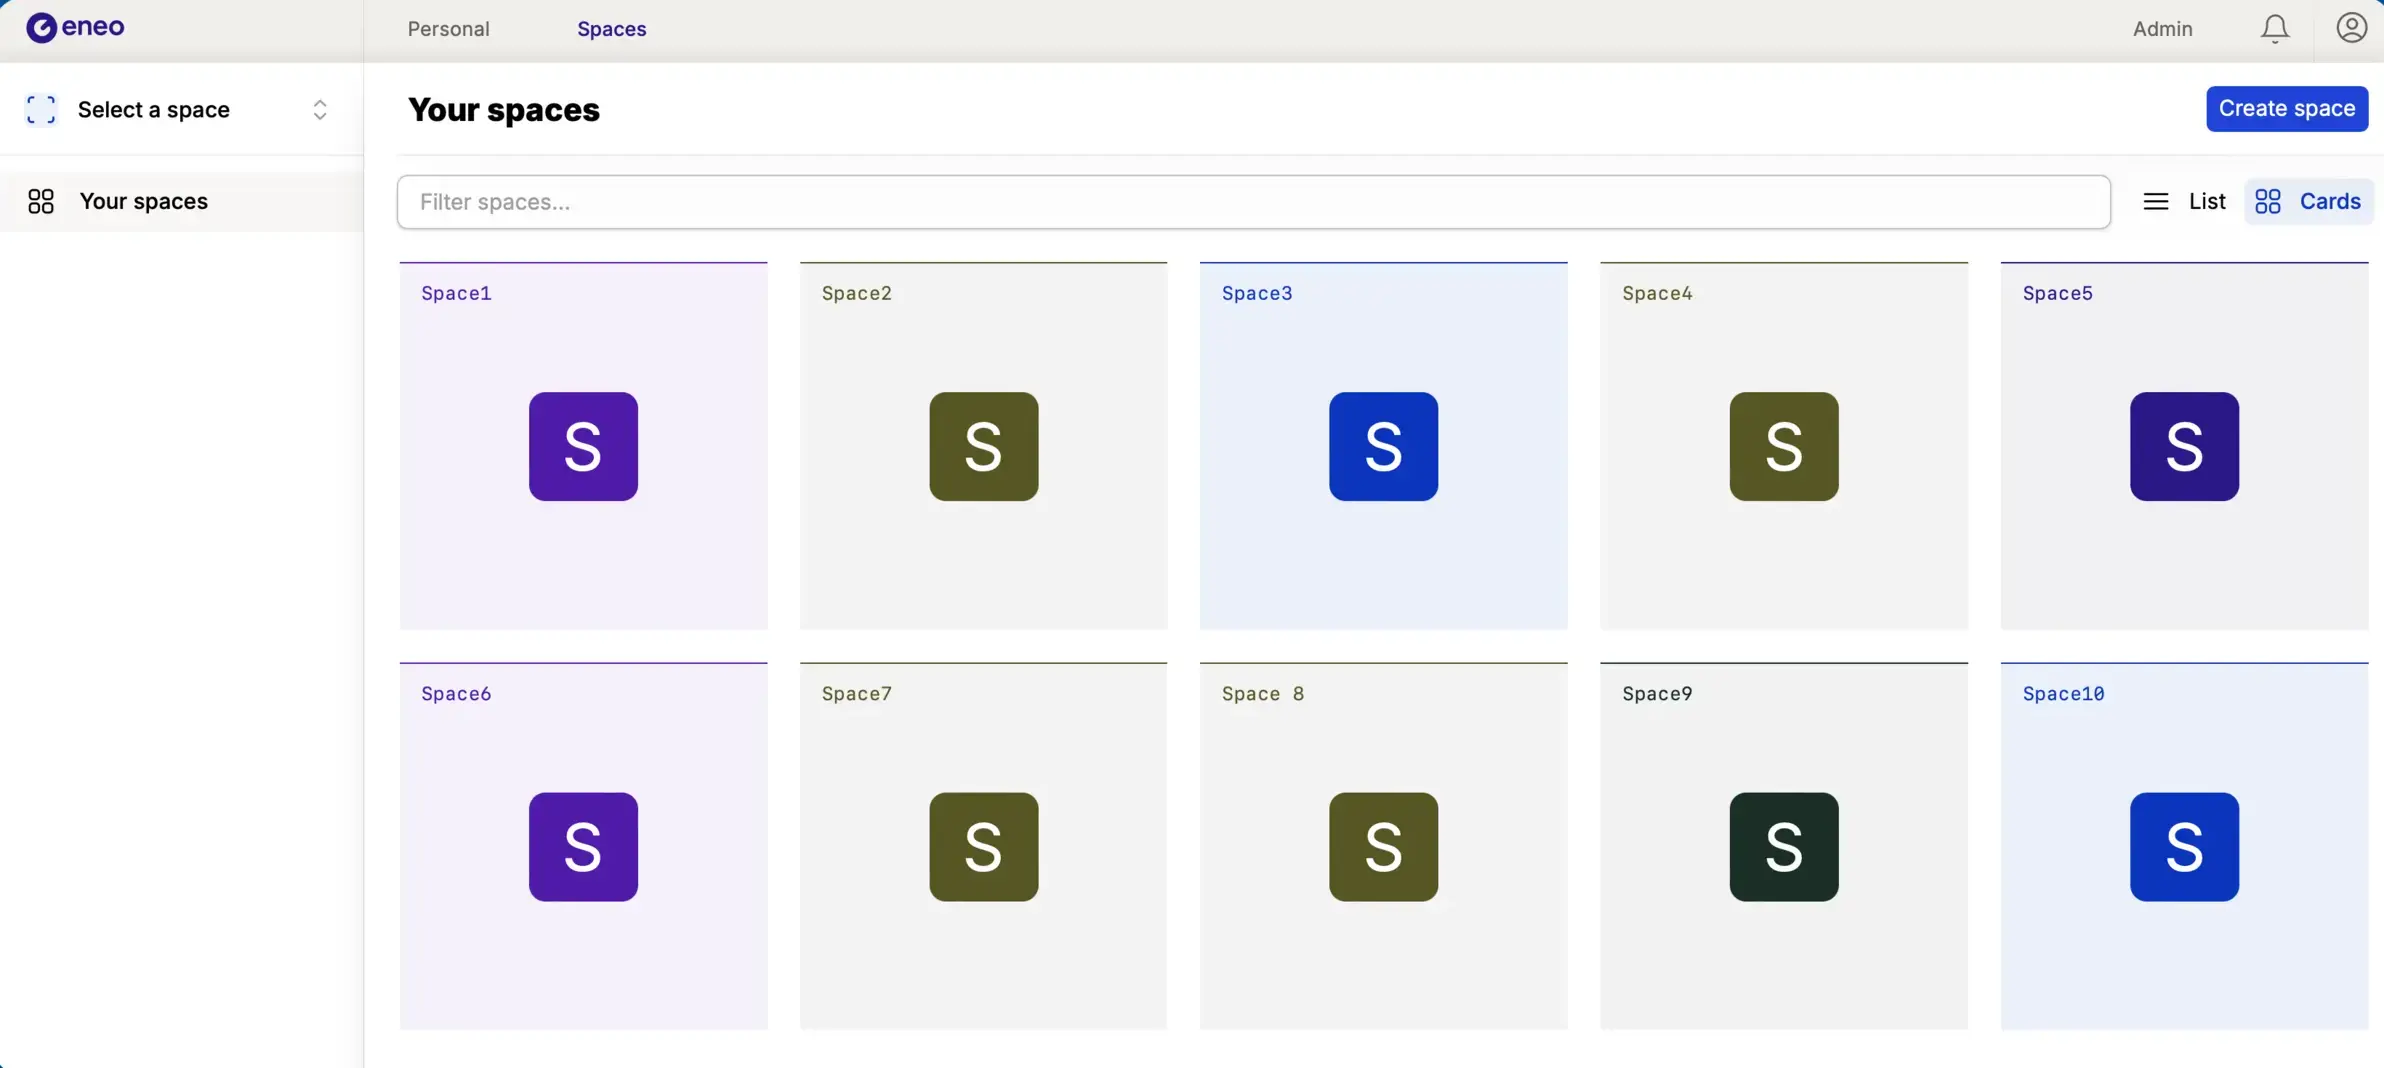 eneo
Personal
Spaces
Admin
Select a space
Your spaces
Create space
Your spaces
Filter spaces...
List
Cards
Space1
Space2
Space3
Space4
Space5
S
S
S
S
S
Space6
Space7
Space 8
Space9
Space10
S
S
S
S
S